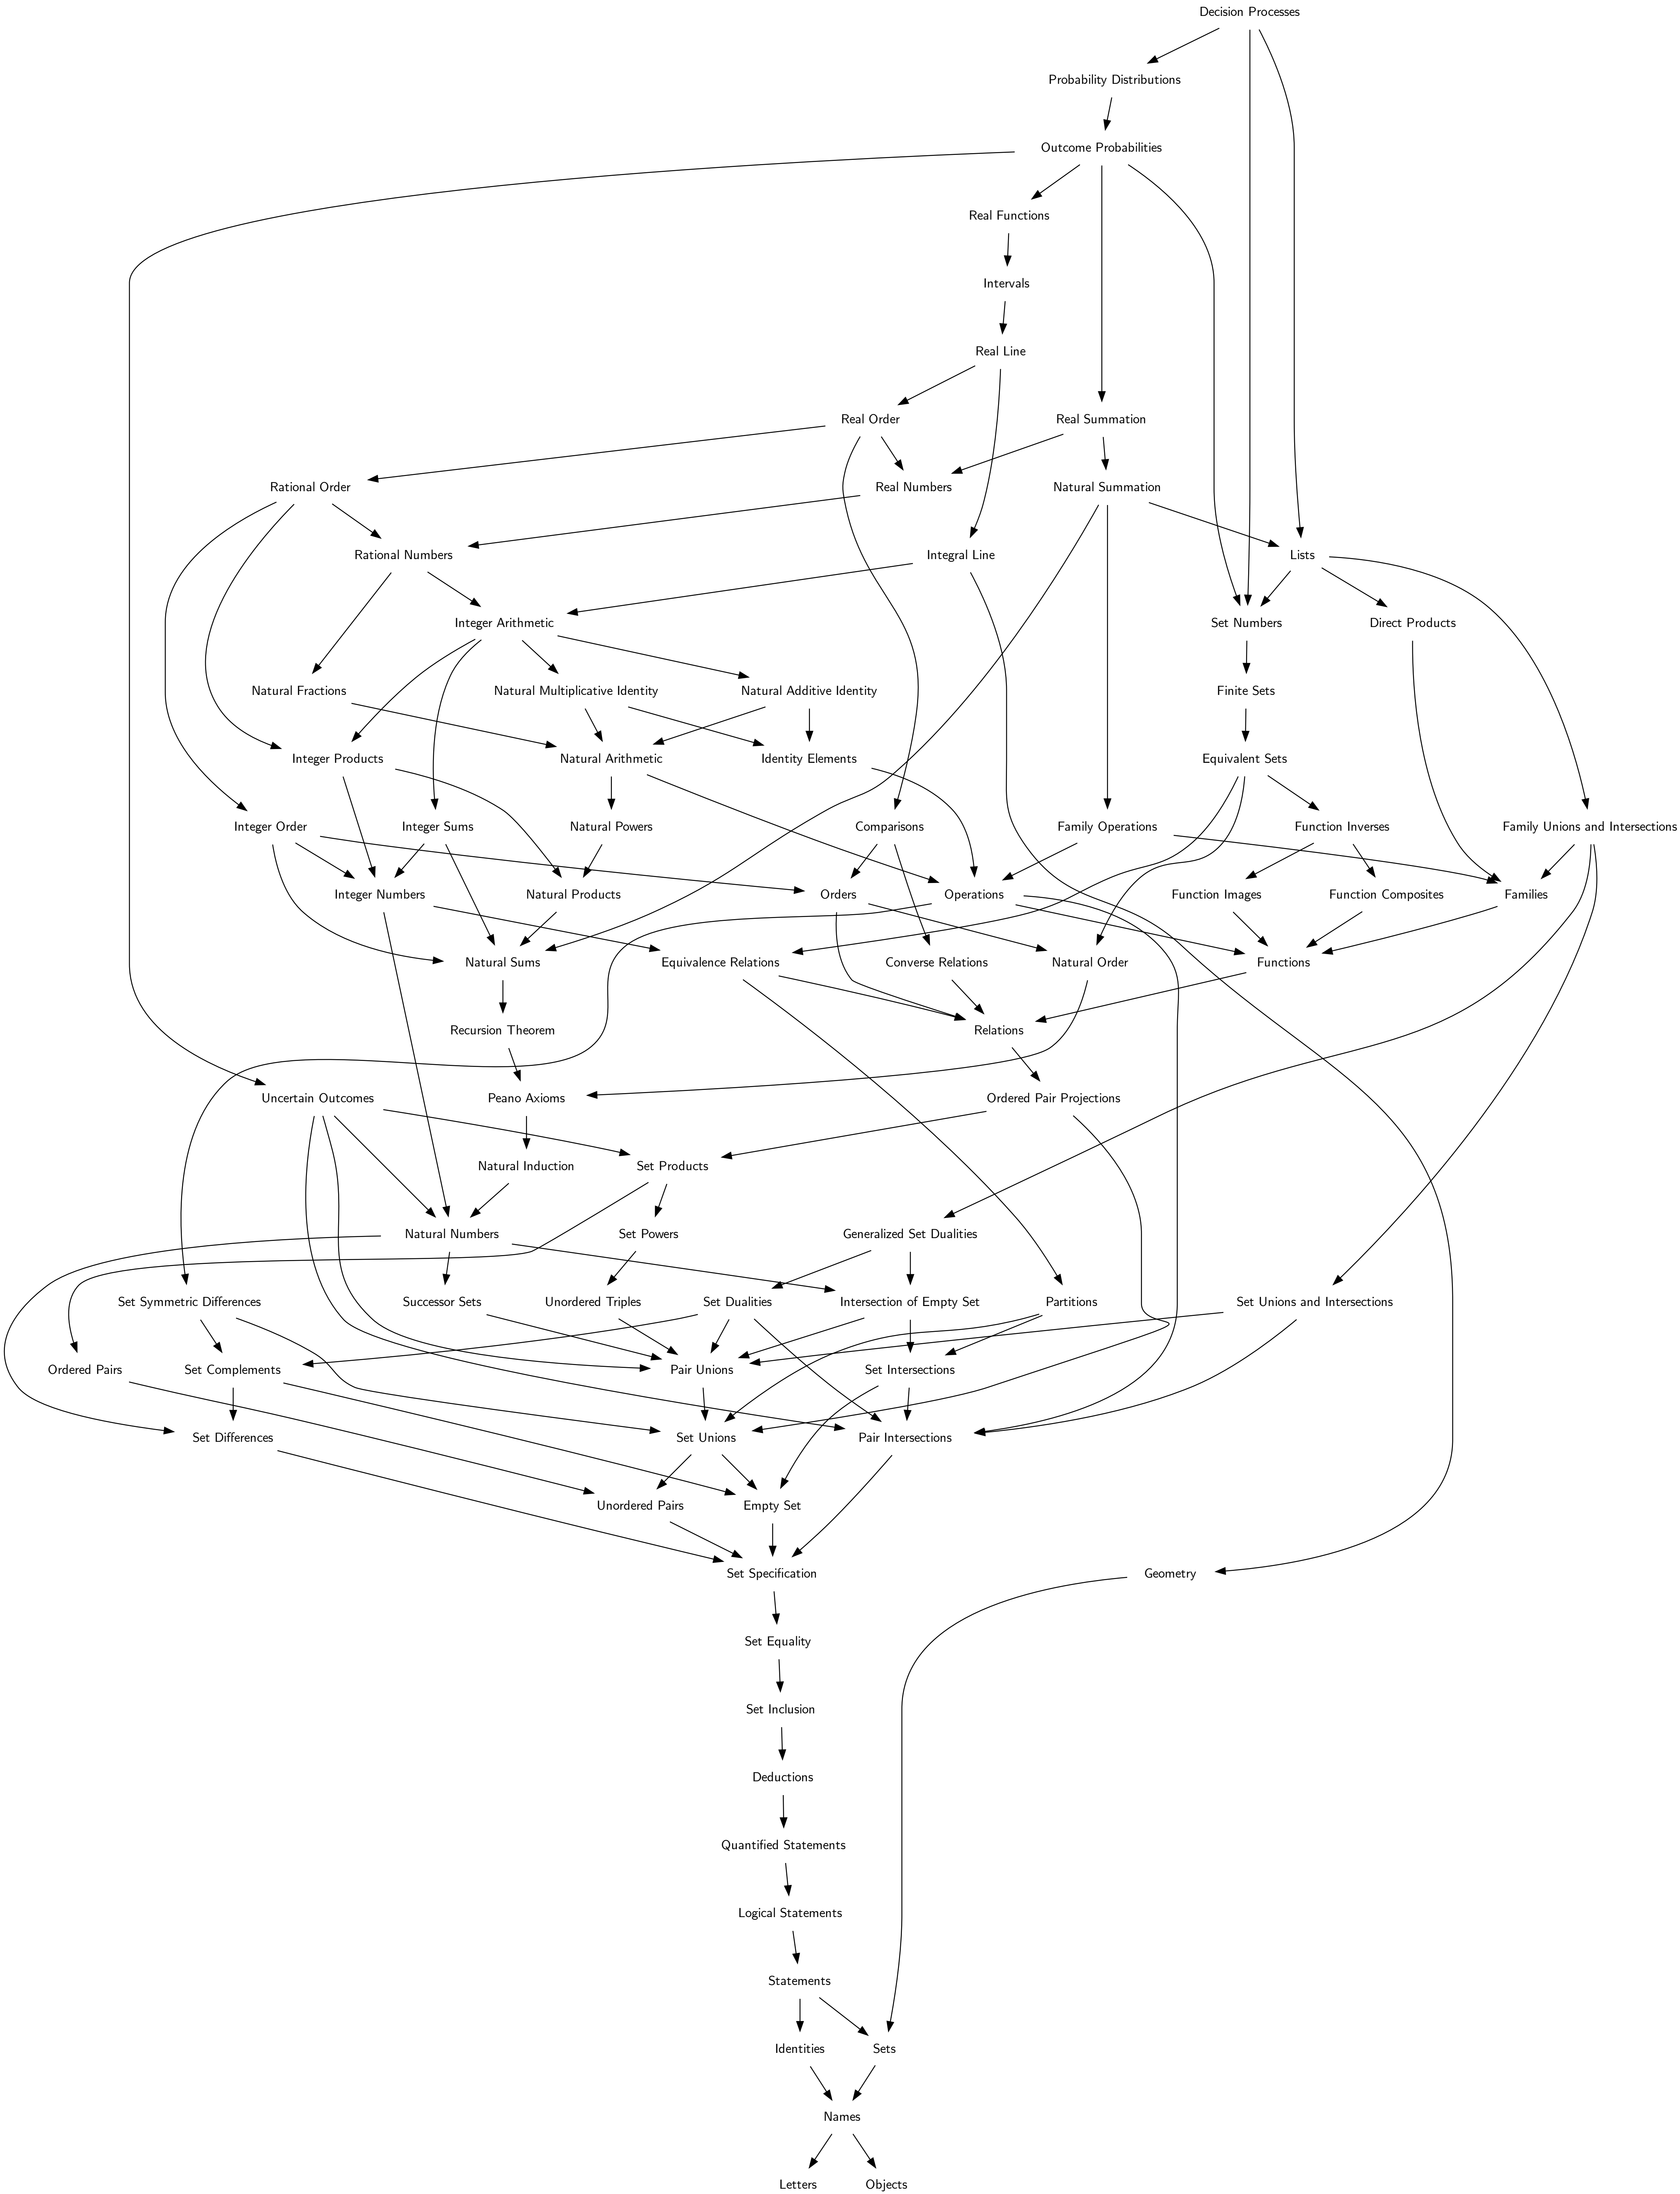 Decision Processes
Probability Distributions
Outcome Probabilities
Real Functions
Intervals
Real Line
Real Order
Real Summation
Rational Order
Real Numbers
Natural Summation
Rational Numbers
Integral Line
Lists
Integer Arithmetic
Set Numbers
Direct Products
Natural Fractions
Natural Multiplicative Identity
Natural Additive Identity
Finite Sets
Integer Products
Natural Arithmetic
Identity Elements
Equivalent Sets
Integer Order
Integer Sums
Natural Powers
Comparisons
Family Operations
Function Inverses
Family Unions and Intersections
Integer Numbers
Natural Products
Orders
Operations
Function Images
Function Composites
Families
Natural Sums
Equivalence Relations
Converse Relations
Natural Order
Functions
Recursion Theorem
Relations
Uncertain Outcomes
Peano Axioms
Ordered Pair Projections
Natural Induction
Set Products
Natural Numbers
Set Powers
Generalized Set Dualities
Set Symmetric Differences
Successor Sets
Unordered Triples
Set Dualities
Intersection of Empty Set
Partitions
Set Unions and Intersections
Ordered Pairs
Set Complements
Pair Unions
Set Intersections
Set Differences
Set Unions
Pair Intersections
Unordered Pairs
Empty Set
Set Specification
Geometry
Set Equality
Set Inclusion
Deductions
Quantified Statements
Logical Statements
Statements
Identities
Sets
Names
Letters
Objects